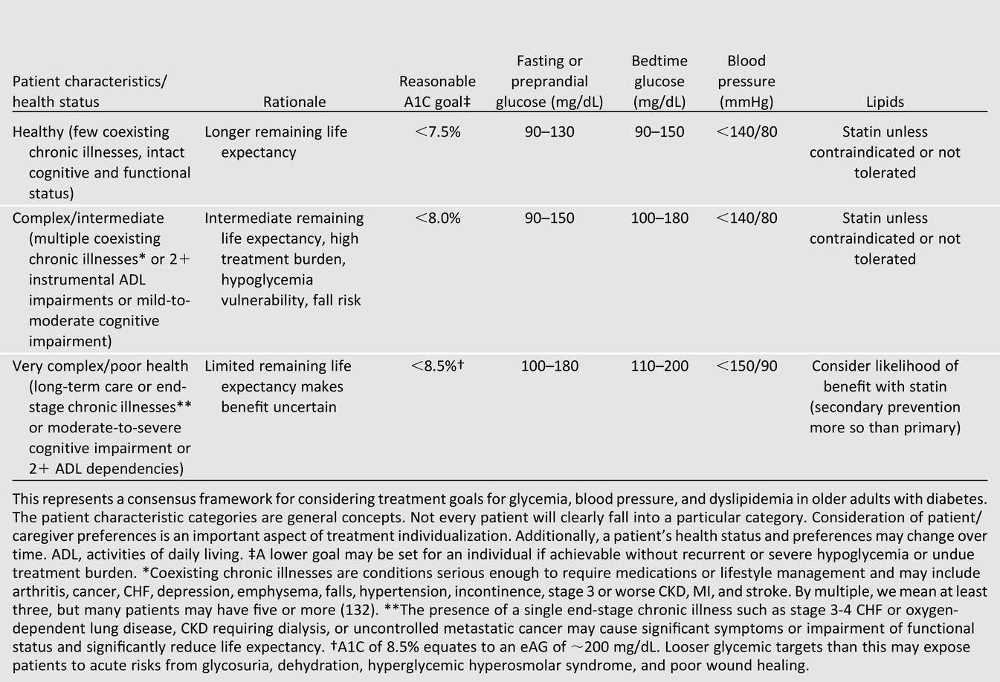 Patient characteristics/
health status
Rationale
Reasonable
A1C goal‡
Fasting or
preprandial
glucose (mg/dL)
Bedtime
glucose
(mg/dL)
Blood
pressure
(mmHg)
Lipids
Healthy (few coexisting
chronic illnesses, intact
cognitive and functional
status)
Longer remaining life
expectancy
<7.5%
90–130
90–150
<140/80
Statin unless
contraindicated or not
tolerated
Complex/intermediate
(multiple coexisting
chronic illnesses* or 2+
instrumental ADL
impairments or mild-to-
moderate cognitive
impairment)
Intermediate remaining
life expectancy, high
treatment burden,
hypoglycemia
vulnerability, fall risk
<8.0%
90–150
100–180
<140/80
Statin unless
contraindicated or not
tolerated
Very complex/poor health
(long-term care or end-
stage chronic illnesses**
or moderate-to-severe
cognitive impairment or
2+ ADL dependencies)
Limited remaining life
expectancy makes
benefit uncertain
<8.5%†
100–180
110–200
<150/90
Consider likelihood of
benefit with statin
(secondary prevention
more so than primary)
This represents a consensus framework for considering treatment goals for glycemia, blood pressure, and dyslipidemia in older adults with diabetes.
The patient characteristic categories are general concepts. Not every patient will clearly fall into a particular category. Consideration of patient/
caregiver preferences is an important aspect of treatment individualization. Additionally, a patient's health status and preferences may change over
time. ADL, activities of daily living. ‡A lower goal may be set for an individual if achievable without recurrent or severe hypoglycemia or undue
treatment burden. *Coexisting chronic illnesses are conditions serious enough to require medications or lifestyle management and may include
arthritis, cancer, CHF, depression, emphysema, falls, hypertension, incontinence, stage 3 or worse CKD, MI, and stroke. By multiple, we mean at least
three, but many patients may have five or more (132). **The presence of a single end-stage chronic illness such as stage 3-4 CHF or oxygen-
dependent lung disease, CKD requiring dialysis, or uncontrolled metastatic cancer may cause significant symptoms or impairment of functional
status and significantly reduce life expectancy. †A1C of 8.5% equates to an eAG of ~200 mg/dL. Looser glycemic targets than this may expose
patients to acute risks from glycosuria, dehydration, hyperglycemic hyperosmolar syndrome, and poor wound healing.